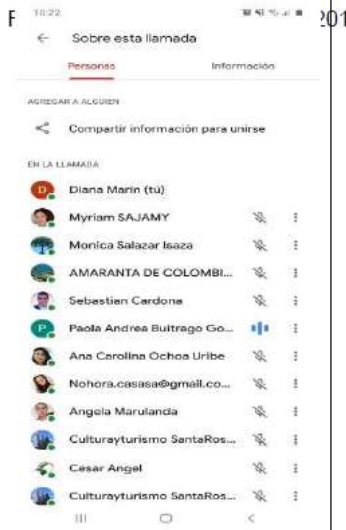 F
201
10:22
Sobre esta llamada
Personas
Información
AGREGAR A ALGUIEN
Compartir información para unirse
EN LA LLAMADA
D
Diana Marin (tú)
Myriam SAJAMY
Monica Salazar Isaza
AMARANTA DE COLOMBI...
Sebastian Cardona
P
Paola Andrea Buitrago Go...
Ana Carolina Ochoa Uribe
Nohora.casasa@gmail.co...
Angela Marulanda
Culturayturismo SantaRos...
Cesar Angel
Culturayturismo SantaRos...